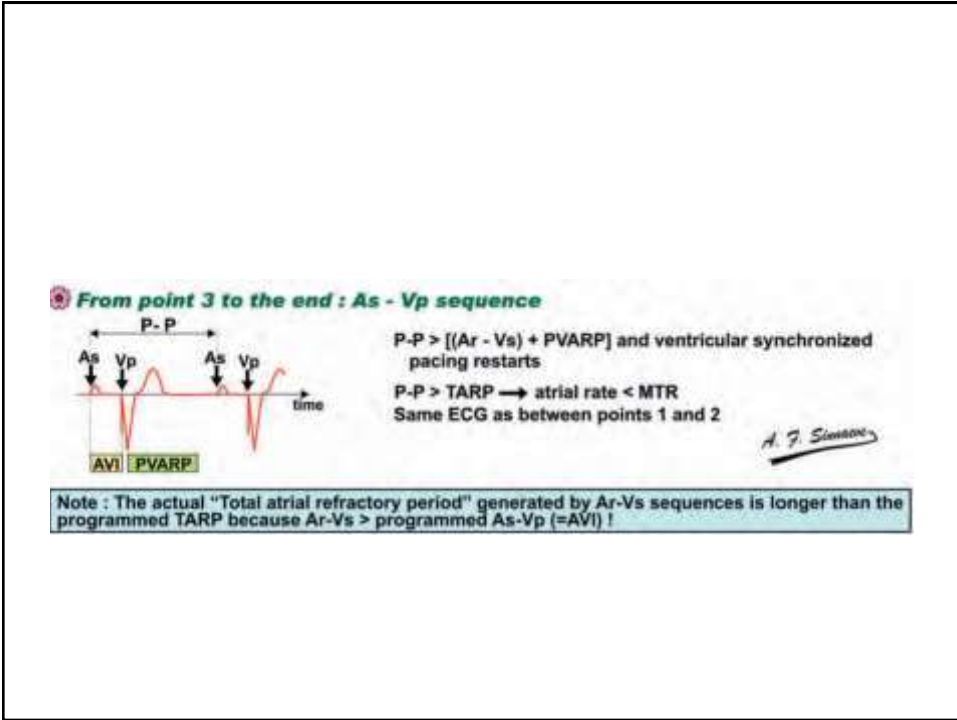 From point 3 to the end : As - Vp sequence
P- P
As Vp As Vp
time
AVI PVARP
P-P > [(Ar - Vs) + PVARP] and ventricular synchronized
pacing restarts
P-P > TARP → atrial rate < MTR
Same ECG as between points 1 and 2
A. F. Sinnaeve
Note : The actual “Total atrial refractory period” generated by Ar-Vs sequences is longer than the
programmed TARP because Ar-Vs > programmed As-Vp (=AVI) !